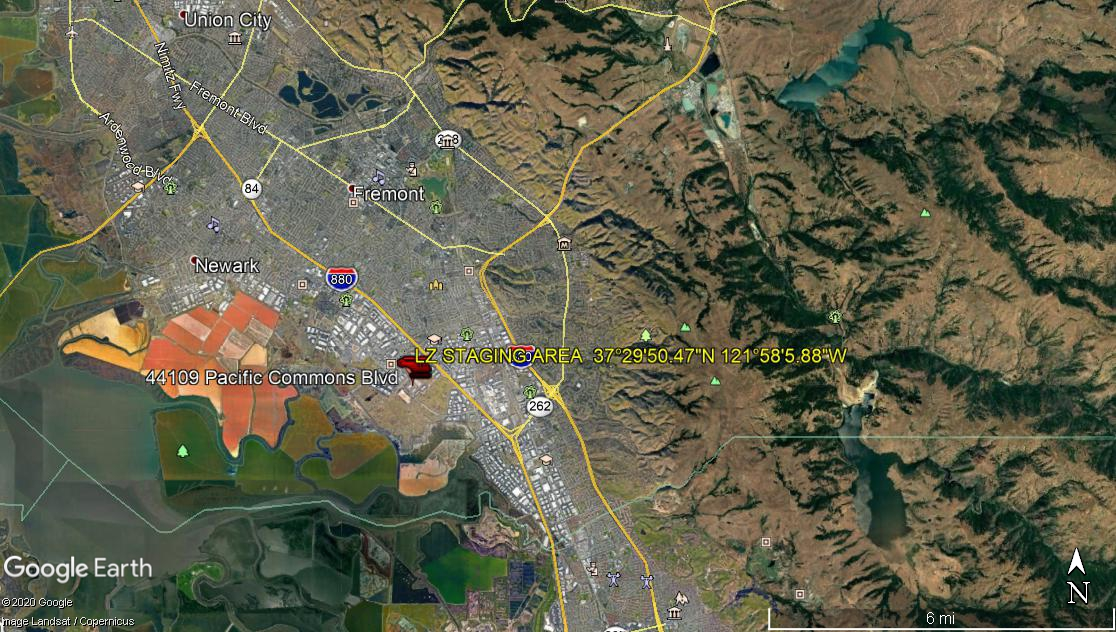 Union City
Nimitz Fwy
Fremont Blvd
Ardenwood Blvd
84
Fremont
Newark
880
LZ STAGING AREA 37°29'50.47"N 121°58'5.88"W
44109 Pacific Commons Blvd
262
Google Earth
N
©2020 Google
Image Landsat / Copernicus
6 mi